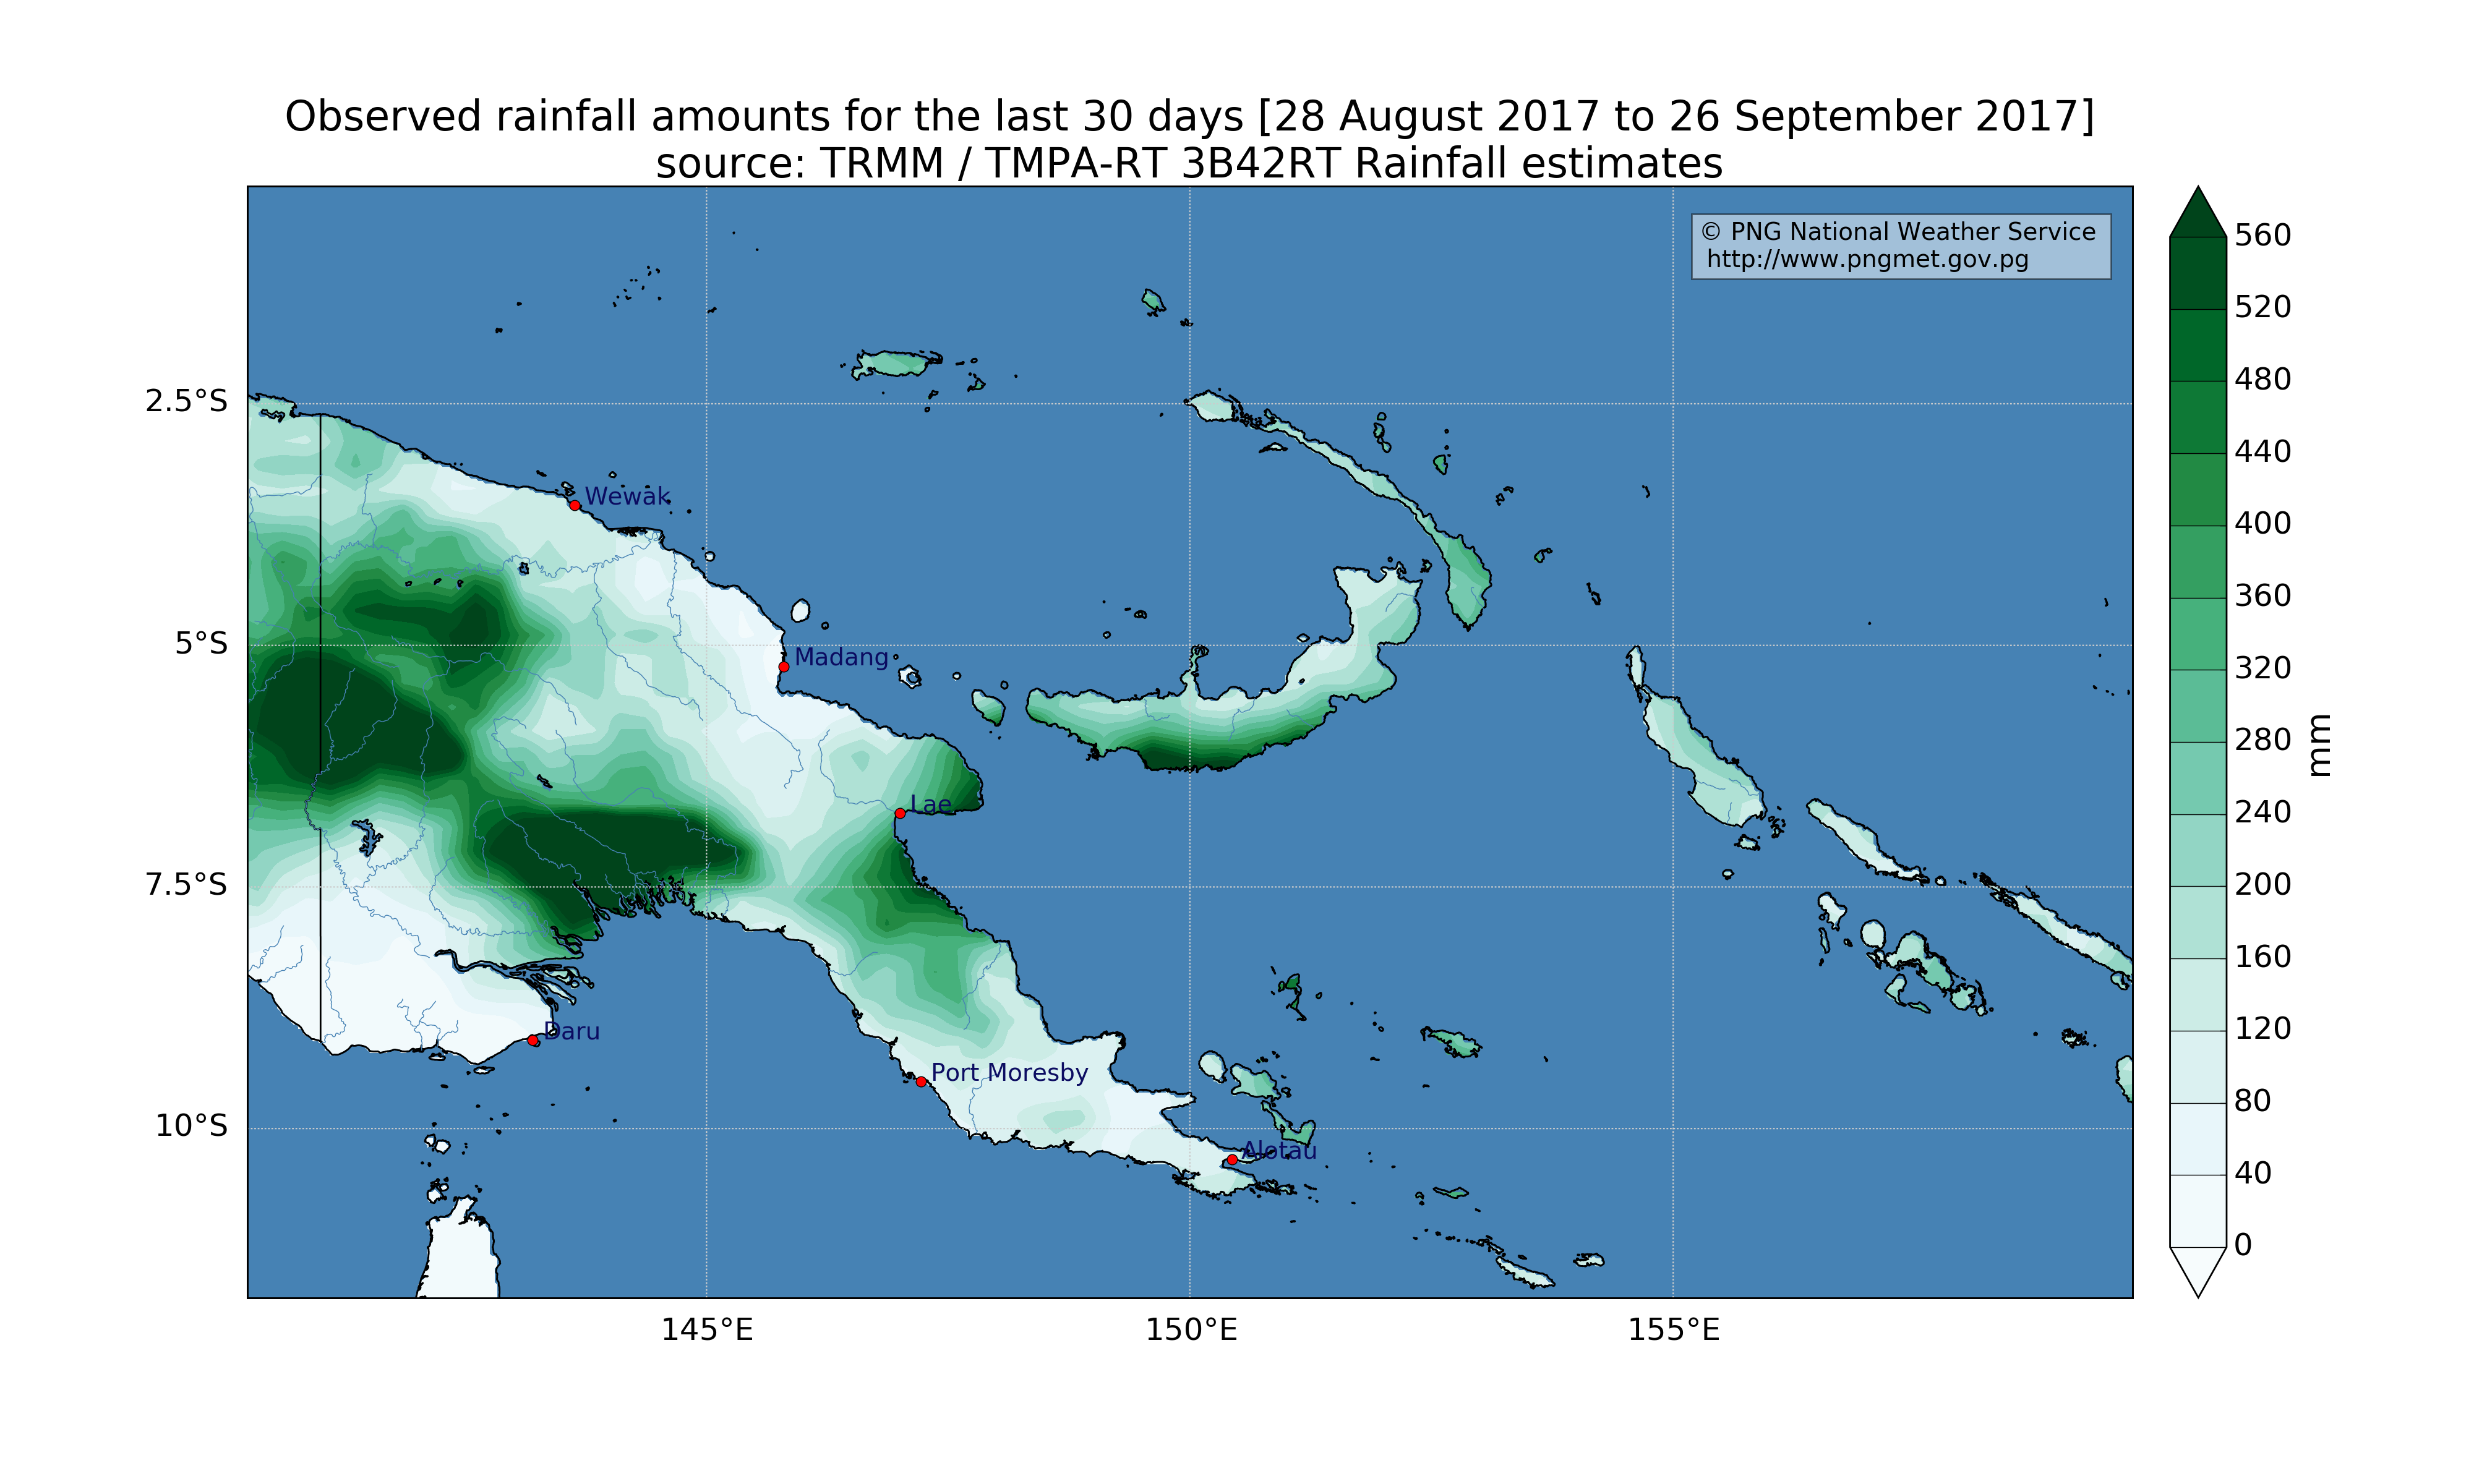 Observed rainfall amounts for the last 30 days [28 August 2017 to 26 September 2017]
source: TRMM / TMPA-RT 3B42RT Rainfall estimates
© PNG National Weather Service
http://www.pngmet.gov.pg
2.5°S
5°S
7.5°S
10°S
Wewak
Madang
Lae
Daru
Port Moresby
Alotau
145°E
150°E
155°E
560
520
480
440
400
360
320
280
240
200
160
120
80
40
0
mm